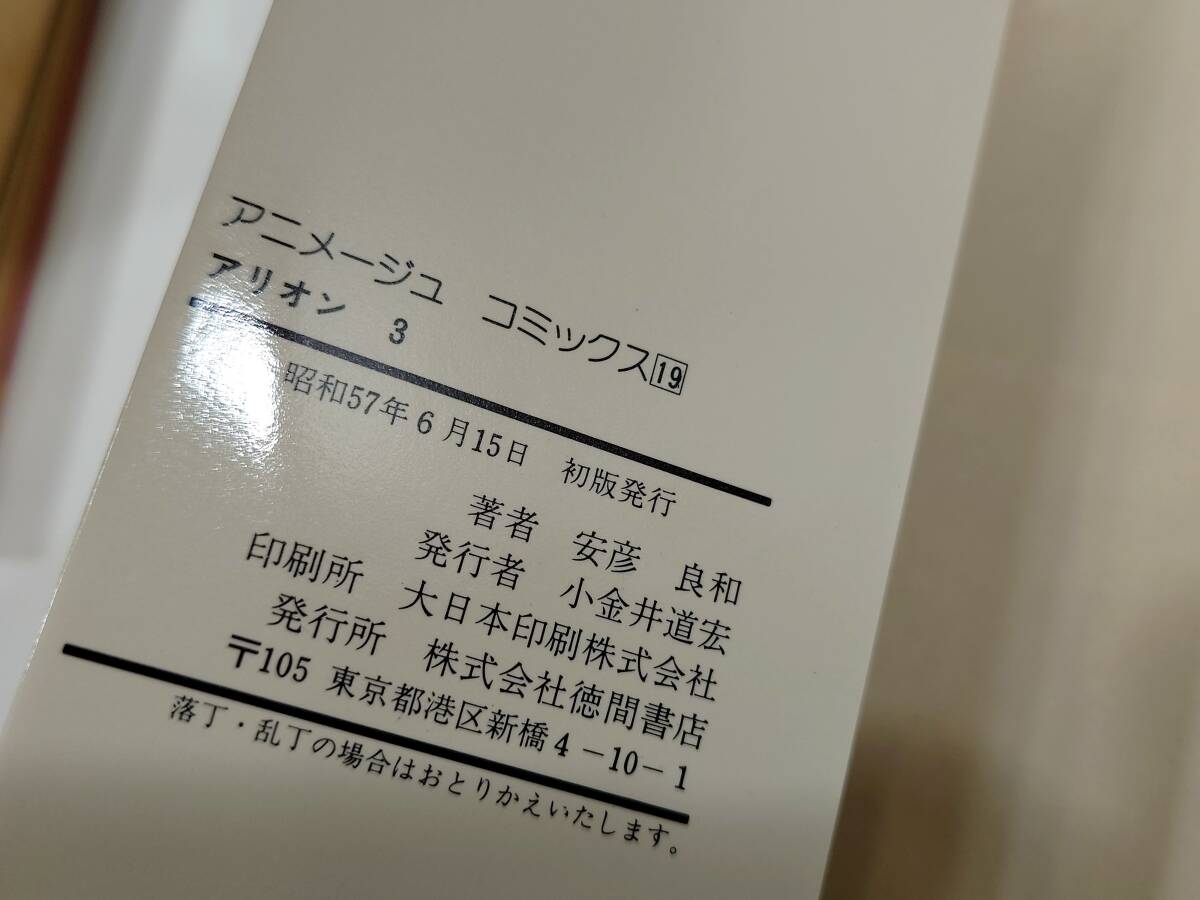 アニメージュ コミックス19
アリオン 3
昭和57年6月15日 初版発行
著者 安彦 良和
発行者 小金井道宏
印刷所 大日本印刷株式会社
発行所 株式会社徳間書店
〒105 東京都港区新橋4-10-1
落丁・乱丁の場合はおとりかえいたします。